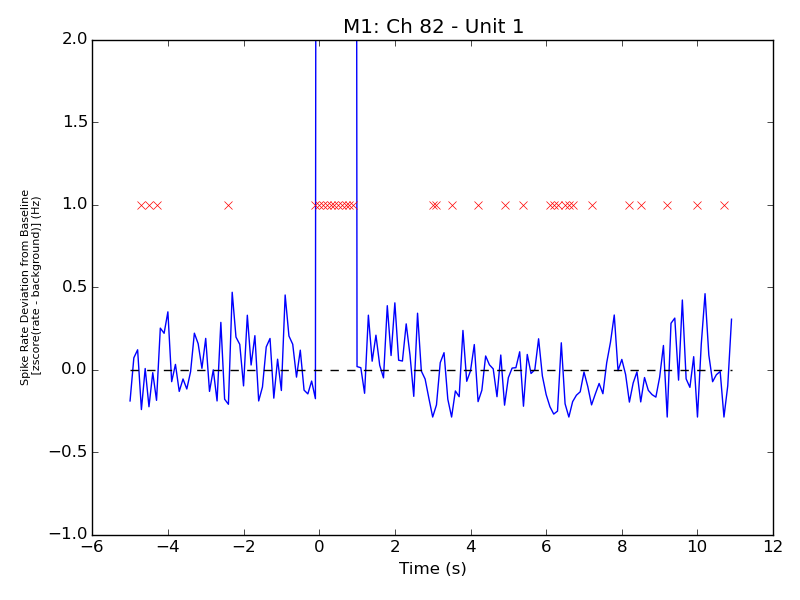 M1: Ch 82 - Unit 1
2.0
1.5
1.0
0.5
0.0
−0.5
−1.0
Spike Rate Deviation from Baseline
[zscore(rate - background)] (Hz)
−6 −4 −2 0 2 4 6 8 10 12
Time (s)